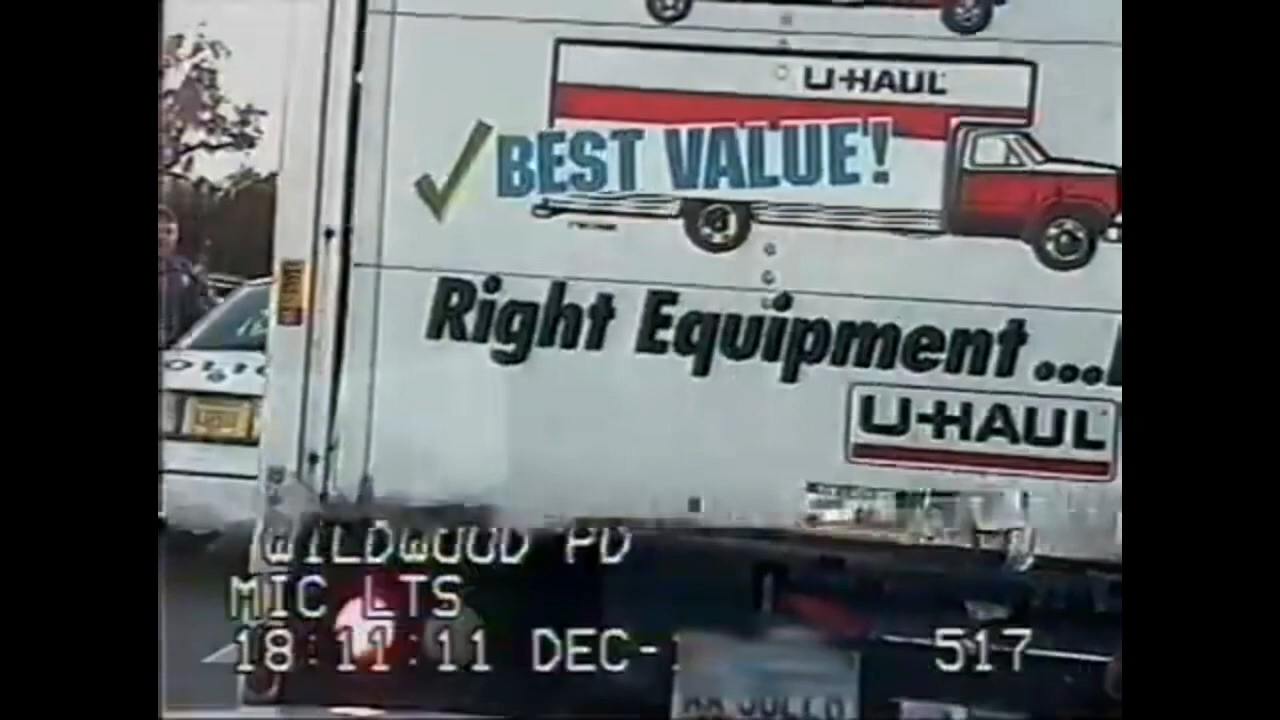 U-HAUL
BEST VALUE!
Right Equipment...
U-HAUL
WILDWOOD PD
MIC LTS
18:11:11 DEC-
517